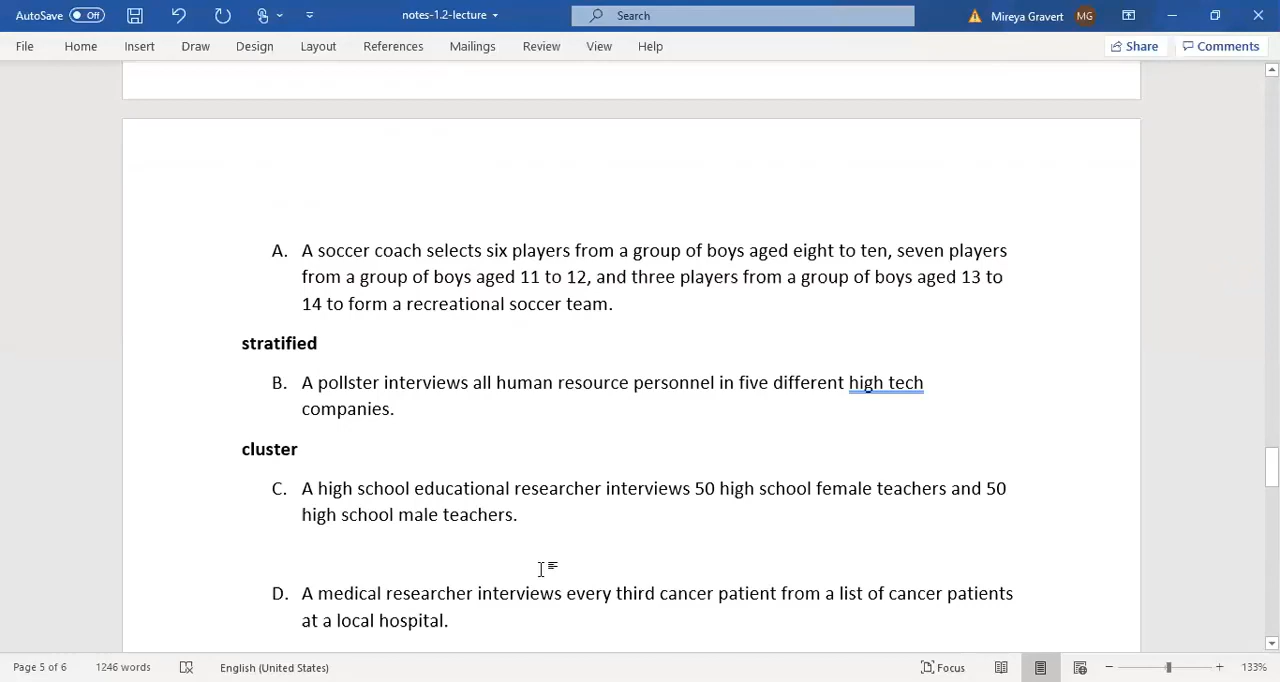 AutoSave Off notes-1.2-lecture Search Mireya Gravert MG
File Home Insert Draw Design Layout References Mailings Review View Help Share Comments
A. A soccer coach selects six players from a group of boys aged eight to ten, seven players
from a group of boys aged 11 to 12, and three players from a group of boys aged 13 to
14 to form a recreational soccer team.
stratified
B. A pollster interviews all human resource personnel in five different high tech
companies.
cluster
C. A high school educational researcher interviews 50 high school female teachers and 50
high school male teachers.
D. A medical researcher interviews every third cancer patient from a list of cancer patients
at a local hospital.
Page 5 of 6 1246 words English (United States) Focus 133%